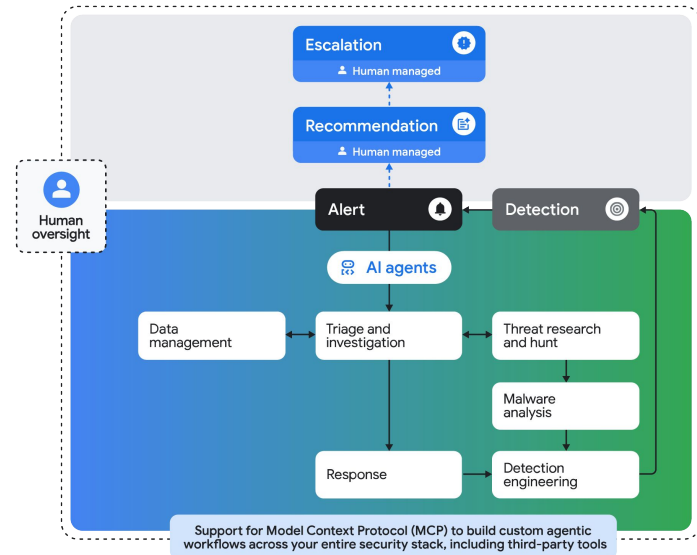 Escalation
Human managed
Recommendation
Human managed
Human
oversight
Alert
Detection
AI agents
Data
management
Triage and
investigation
Threat research
and hunt
Malware
analysis
Response
Detection
engineering
Support for Model Context Protocol (MCP) to build custom agentic
workflows across your entire security stack, including third-party tools